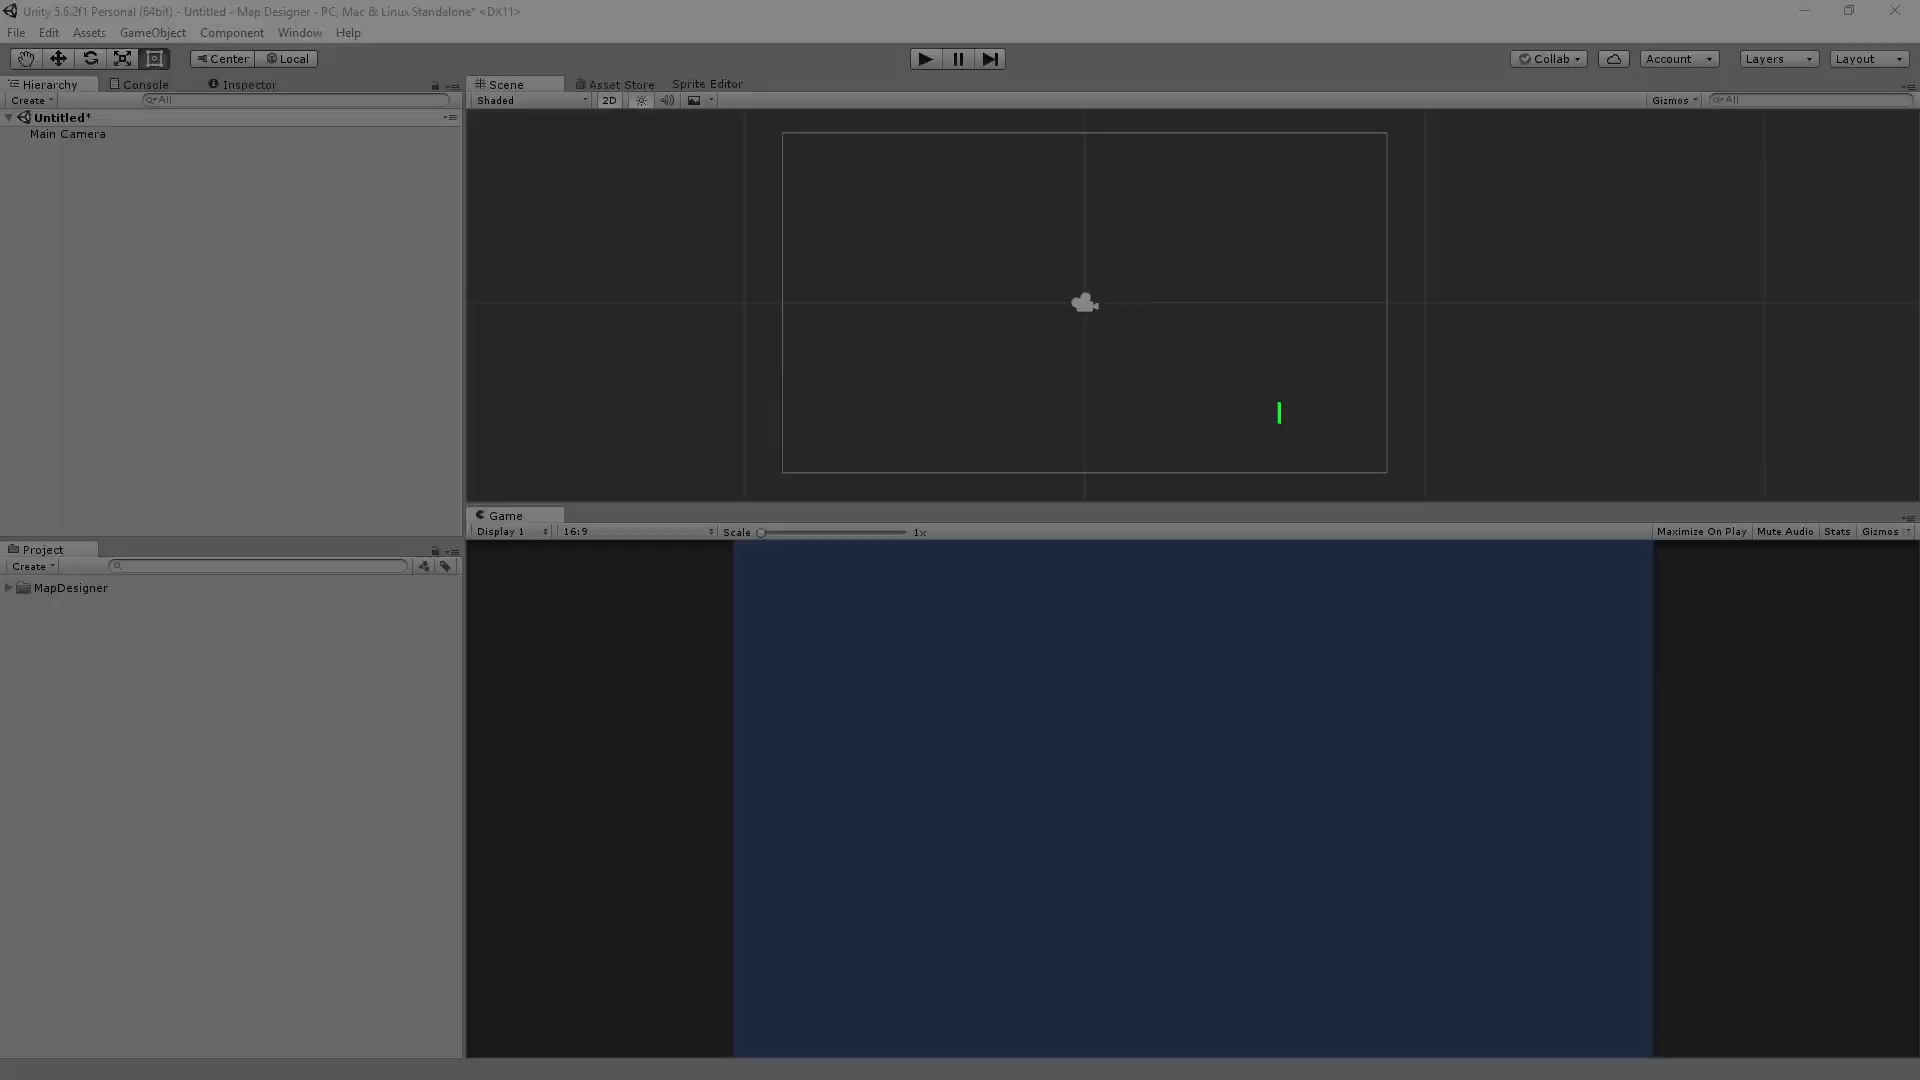 Unity 5.6.2f1 Personal (64bit) - Untitled - Map Designer - PC, Mac & Linux Standalone* <DX11>
File Edit Assets GameObject Component Window Help
Center Local Collab Account Layers Layout
Hierarchy Console Inspector Scene Asset Store Sprite Editor
Create All Shaded 2D Gizmos All
Untitled*
Main Camera
Game
Display 1 16:9 Scale 1x Maximize On Play Mute Audio Stats Gizmos
Project
Create
MapDesigner